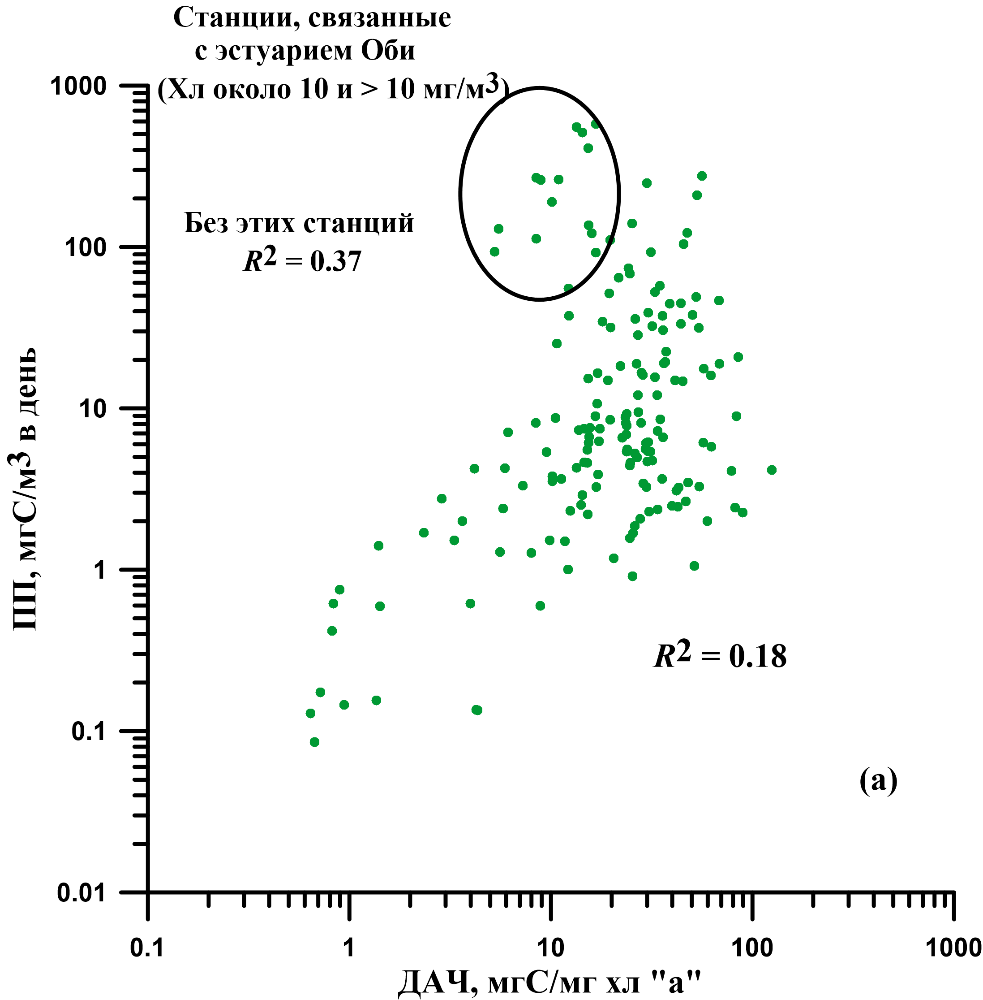 Станции, связанные
с эстуарием Оби
(Хл около 10 и > 10 мг/м3)
Без этих станций
R2 = 0.37
ПП, мгС/м3 в день
1000
100
10
1
0.1
0.01
R2 = 0.18
(а)
0.1 1 10 100 1000
ДАЧ, мгС/мг хл "а"